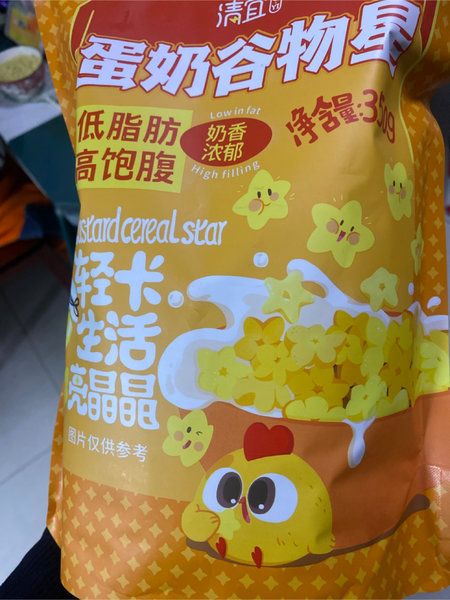 清宜
蛋奶谷物星
低脂肪
高饱腹
Low in fat
奶香
浓郁
High filling
净含量:350g
ustard cereal star
轻卡
生活
亮晶晶
图片仅供参考